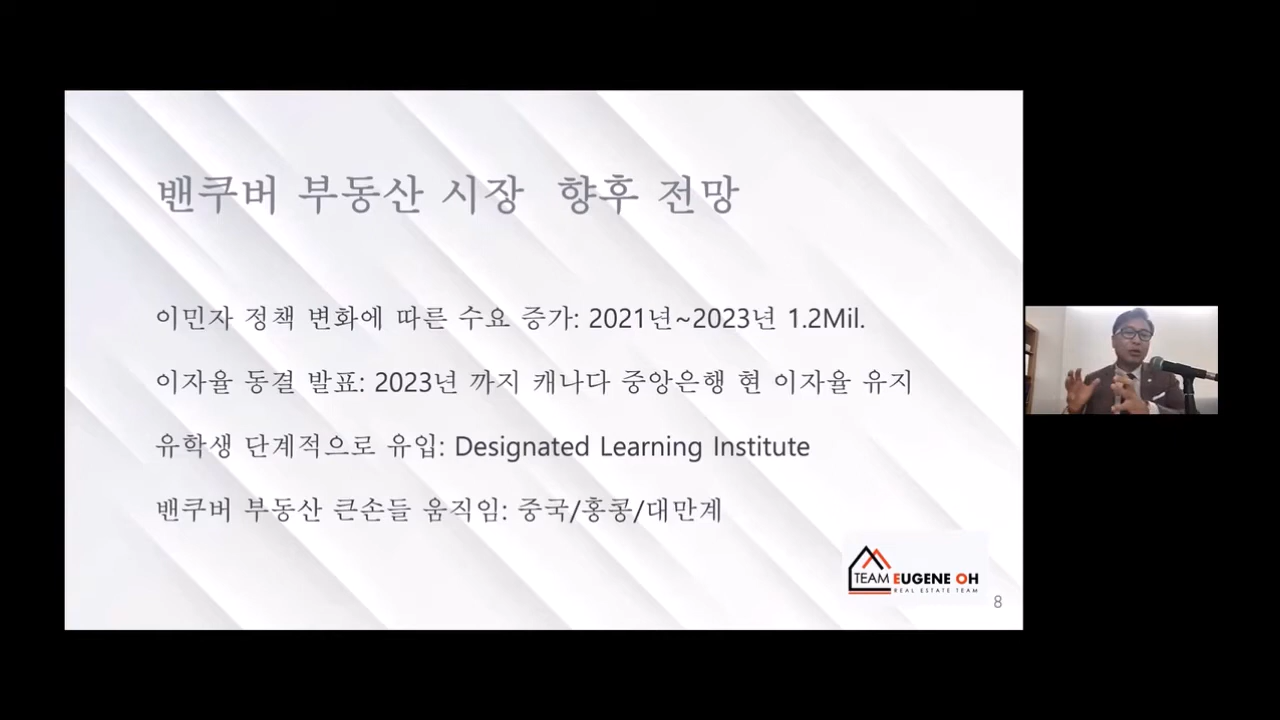 밴쿠버 부동산 시장 향후 전망
이민자 정책 변화에 따른 수요 증가: 2021년~2023년 1.2Mil.
이자율 동결 발표: 2023년 까지 캐나다 중앙은행 현 이자율 유지
유학생 단계적으로 유입: Designated Learning Institute
밴쿠버 부동산 큰손들 움직임: 중국/홍콩/대만계
TEAM EUGENE OH
REAL ESTATE TEAM
8